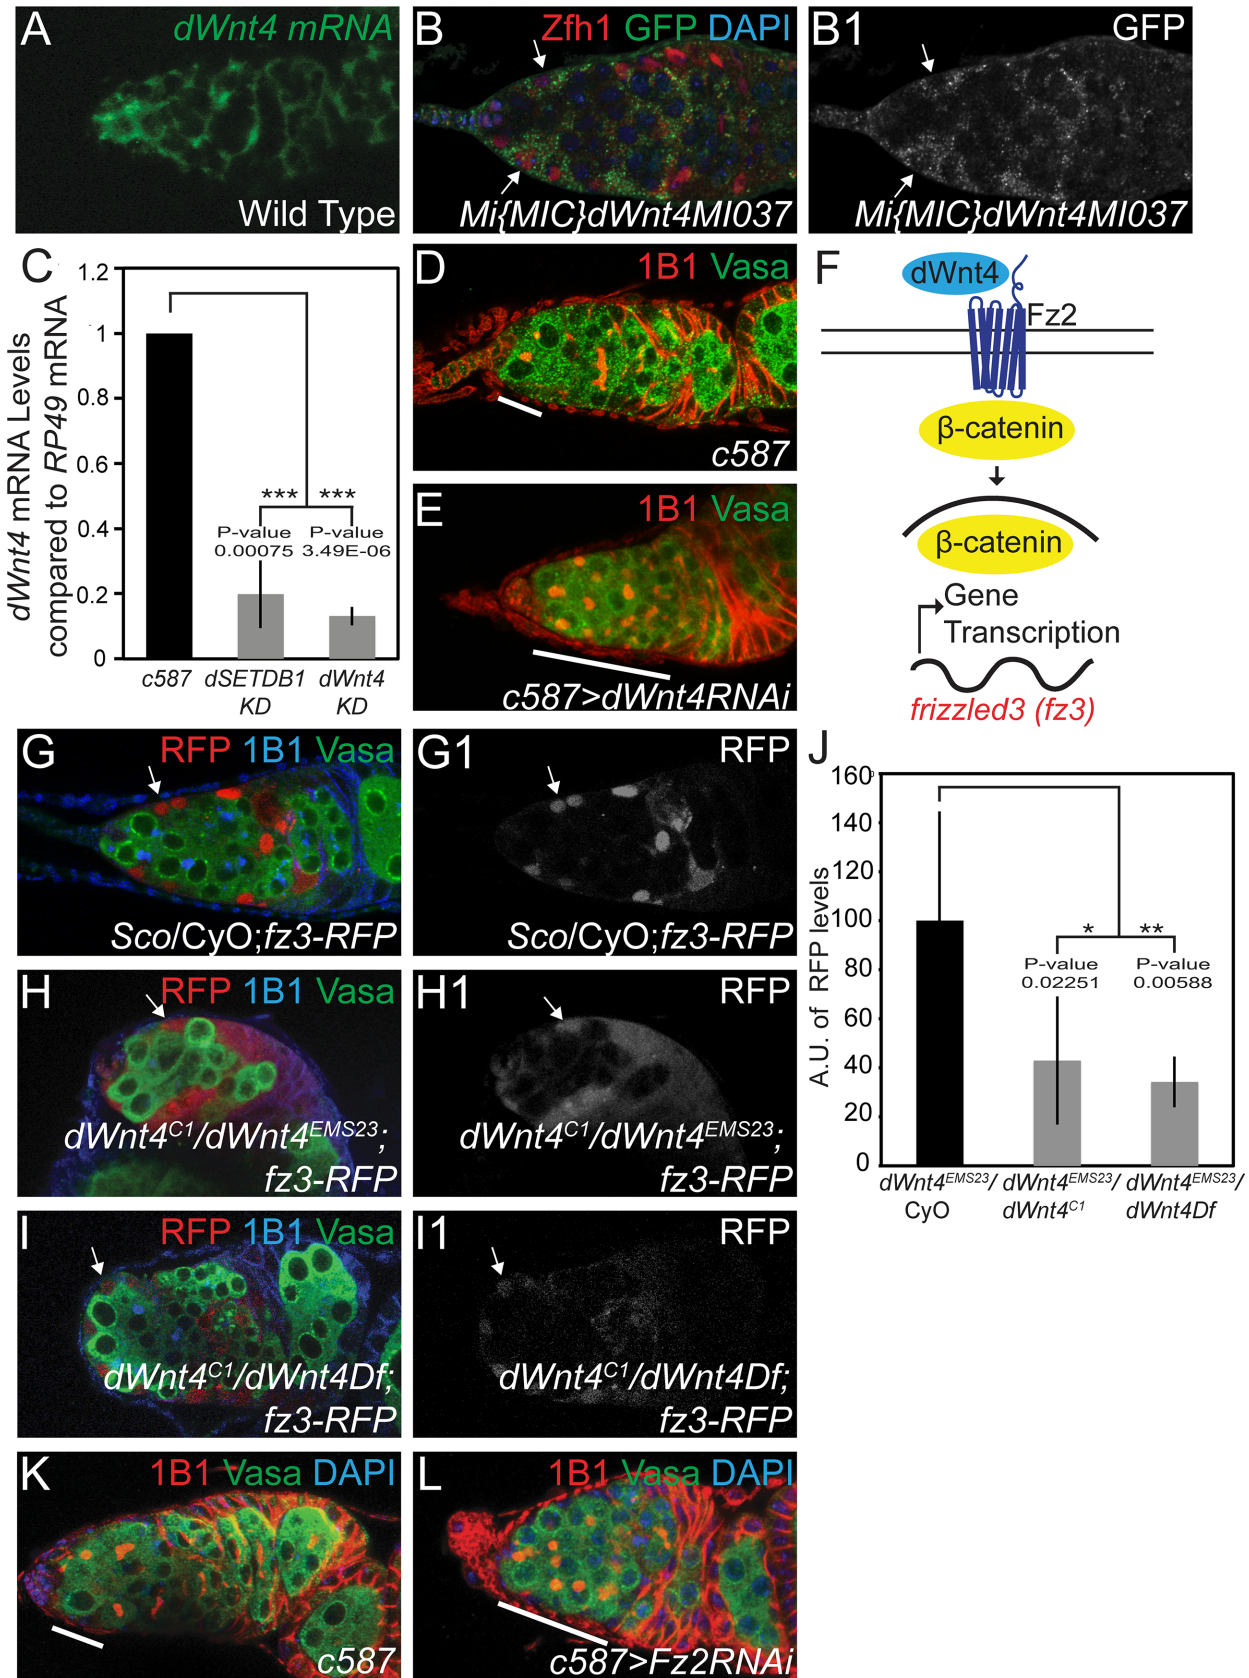 A
dWnt4 mRNA
Wild Type
B
Zfh1 GFP DAPI
Mi{MIC}dWnt4MI037
B1
GFP
Mi{MIC}dWnt4MI037
C
dWnt4 mRNA Levels
compared to RP49 mRNA
1.2
1
0.8
0.6
0.4
0.2
0
*** ***
P-value P-value
0.00075 3.49E-06
c587 dSETDB1 dWnt4
KD KD
D
1B1 Vasa
c587
E
1B1 Vasa
c587>dWnt4RNAi
F
dWnt4
Fz2
β-catenin
β-catenin
Gene
Transcription
frizzled3 (fz3)
G
RFP 1B1 Vasa
Sco/CyO;fz3-RFP
G1
RFP
Sco/CyO;fz3-RFP
H
RFP 1B1 Vasa
dWnt4C1/dWnt4EMS23;
fz3-RFP
H1
RFP
dWnt4C1/dWnt4EMS23;
fz3-RFP
I
RFP 1B1 Vasa
dWnt4C1/dWnt4Df;
fz3-RFP
I1
RFP
dWnt4C1/dWnt4Df;
fz3-RFP
J
A.U. of RFP levels
160
140
120
100
80
60
40
20
0
* **
P-value P-value
0.02251 0.00588
dWnt4EMS23/ dWnt4EMS23/ dWnt4EMS23/
CyO dWnt4C1 dWnt4Df
K
1B1 Vasa DAPI
c587
L
1B1 Vasa DAPI
c587>Fz2RNAi